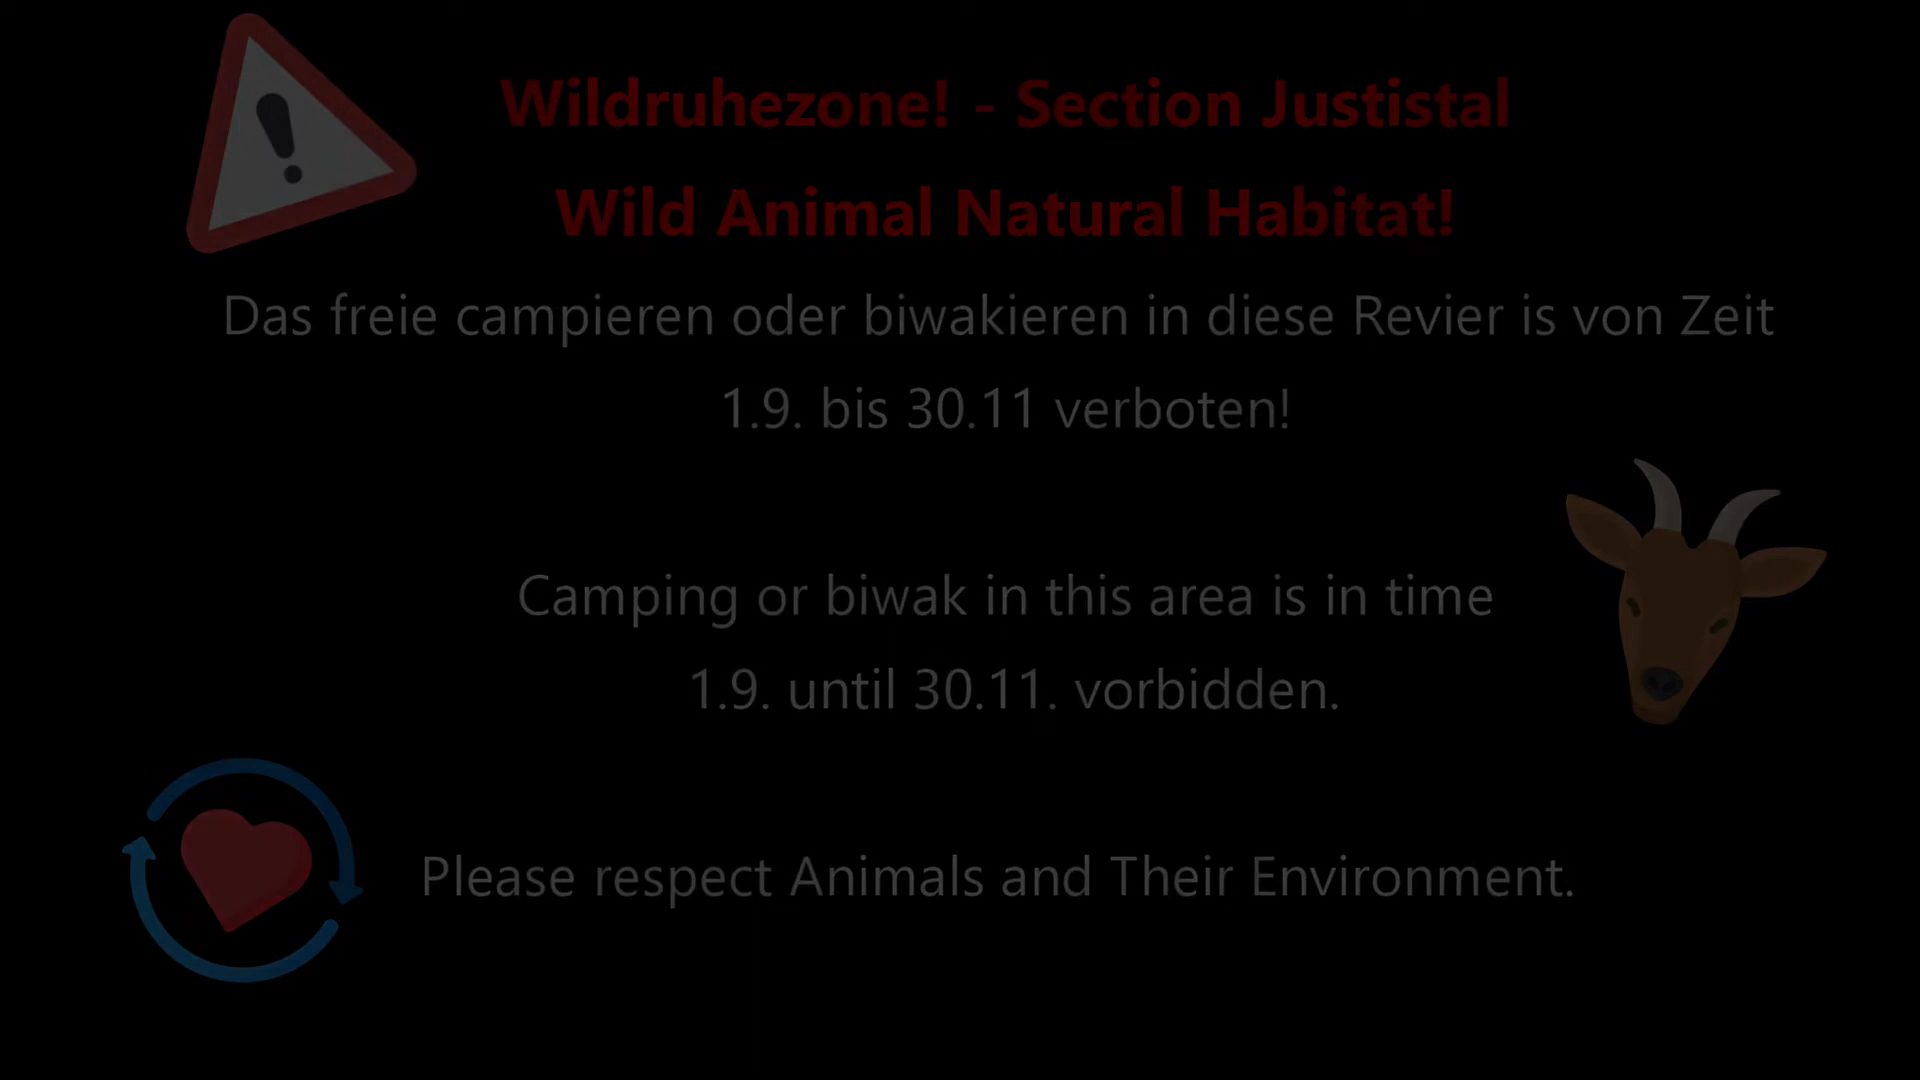 Wildruhezone! - Section Justistal
Wild Animal Natural Habitat!
Das freie campieren oder biwakieren in diese Revier is von Zeit
1.9. bis 30.11 verboten!
Camping or biwak in this area is in time
1.9. until 30.11. vorbidden.
Please respect Animals and Their Environment.